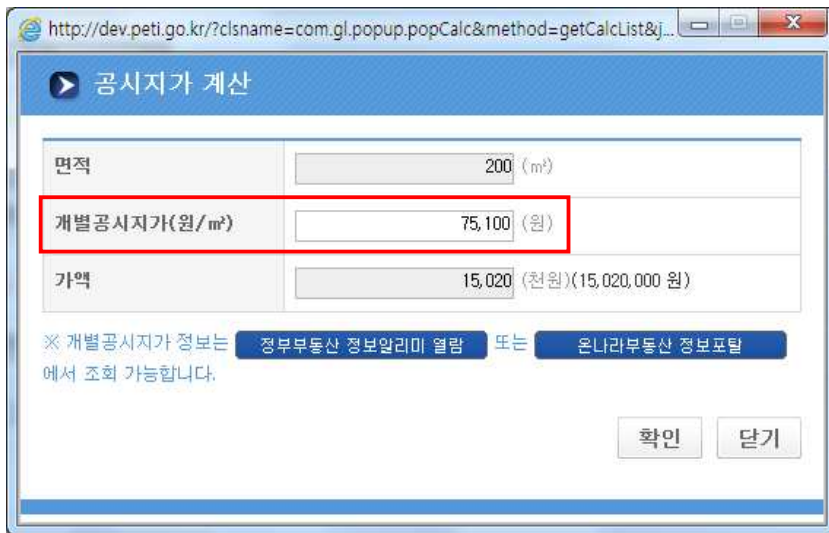 http://dev.peti.go.kr/?clsname=com.gl.popup.popCalc&method=getCalcList&j...
공시지가 계산
면적 200 (㎡)
개별공시지가(원/㎡) 75,100 (원)
가액 15,020 (천원)(15,020,000 원)
※ 개별공시지가 정보는 정부부동산 정보알리미 열람 또는 온나라부동산 정보포탈
에서 조회 가능합니다.
확인 닫기